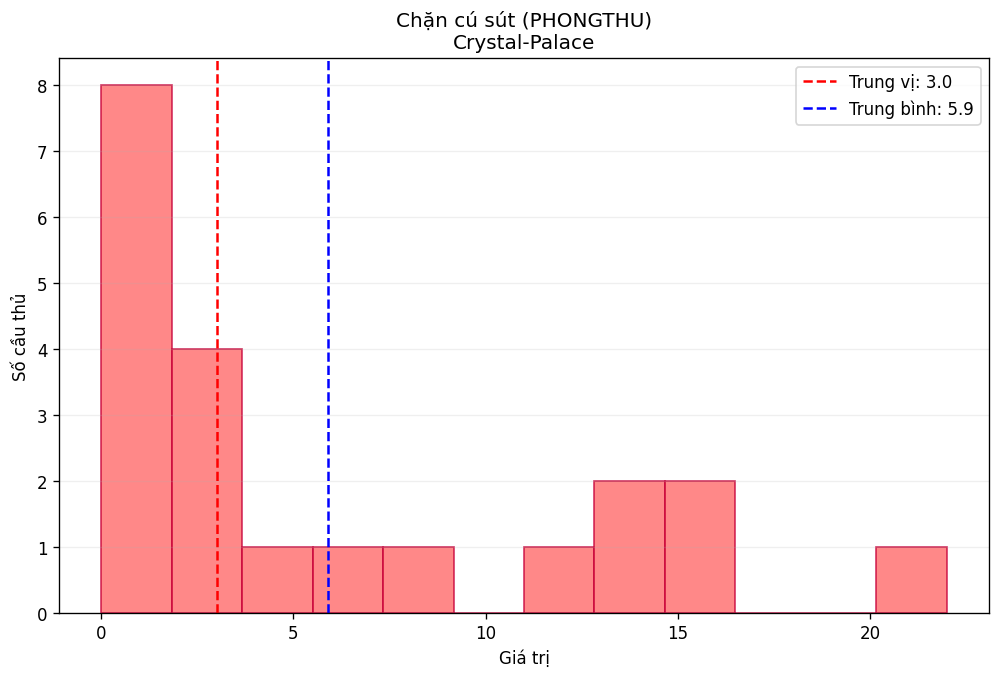 Chặn cú sút (PHONGTHU)
Crystal-Palace
Trung vị: 3.0
Trung bình: 5.9
Số cầu thủ
8
7
6
5
4
3
2
1
0
0 5 10 15 20
Giá trị